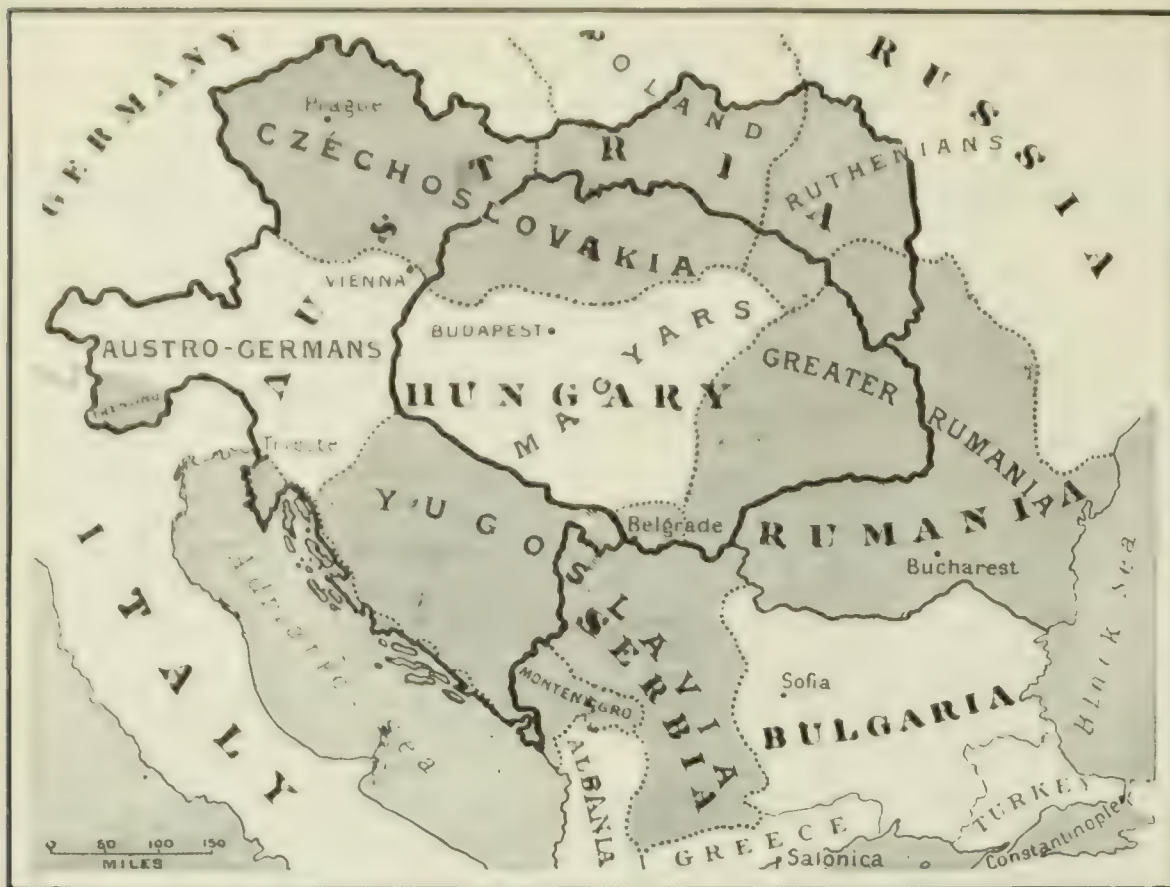 GERMANY
POLAND
RUSSIA
Prague
CZÉCHOSLOVAKIA
AUSTRIA
RUTHENIANS
VIENNA
BUDAPEST
AUSTRO-GERMANS
MAGYARS
HUNGARY
GREATER RUMANIA
TRENTINO
Trieste
YUGOSLAVIA
Belgrade
RUMANIA
Bucharest
ITALY
Adriatic Sea
SERBIA
MONTENEGRO
Sofia
BULGARIA
Black Sea
ALBANIA
TURKEY
GREECE
Salonica
Constantinople
0 50 100 150
MILES